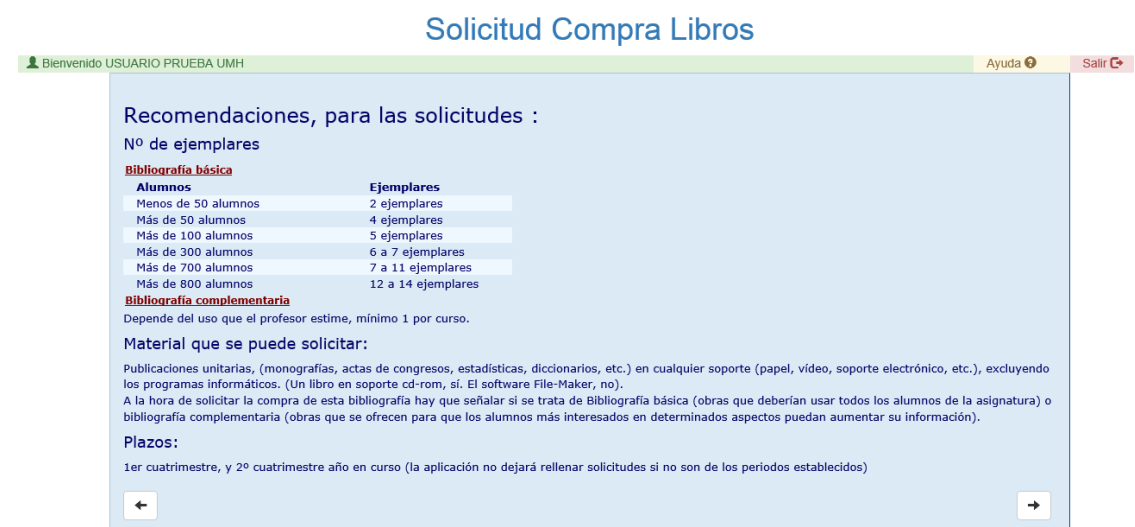 Solicitud Compra Libros
Bienvenido USUARIO PRUEBA UMH Ayuda Salir
Recomendaciones, para las solicitudes :
Nº de ejemplares
Bibliografía básica
Alumnos Ejemplares
Menos de 50 alumnos 2 ejemplares
Más de 50 alumnos 4 ejemplares
Más de 100 alumnos 5 ejemplares
Más de 300 alumnos 6 a 7 ejemplares
Más de 700 alumnos 7 a 11 ejemplares
Más de 800 alumnos 12 a 14 ejemplares
Bibliografía complementaria
Depende del uso que el profesor estime, mínimo 1 por curso.
Material que se puede solicitar:
Publicaciones unitarias, (monografías, actas de congresos, estadísticas, diccionarios, etc.) en cualquier soporte (papel, vídeo, soporte electrónico, etc.), excluyendo
los programas informáticos. (Un libro en soporte cd-rom, sí. El software File-Maker, no).
A la hora de solicitar la compra de esta bibliografía hay que señalar si se trata de Bibliografía básica (obras que deberían usar todos los alumnos de la asignatura) o
bibliografía complementaria (obras que se ofrecen para que los alumnos más interesados en determinados aspectos puedan aumentar su información).
Plazos:
1er cuatrimestre, y 2º cuatrimestre año en curso (la aplicación no dejará rellenar solicitudes si no son de los periodos establecidos)